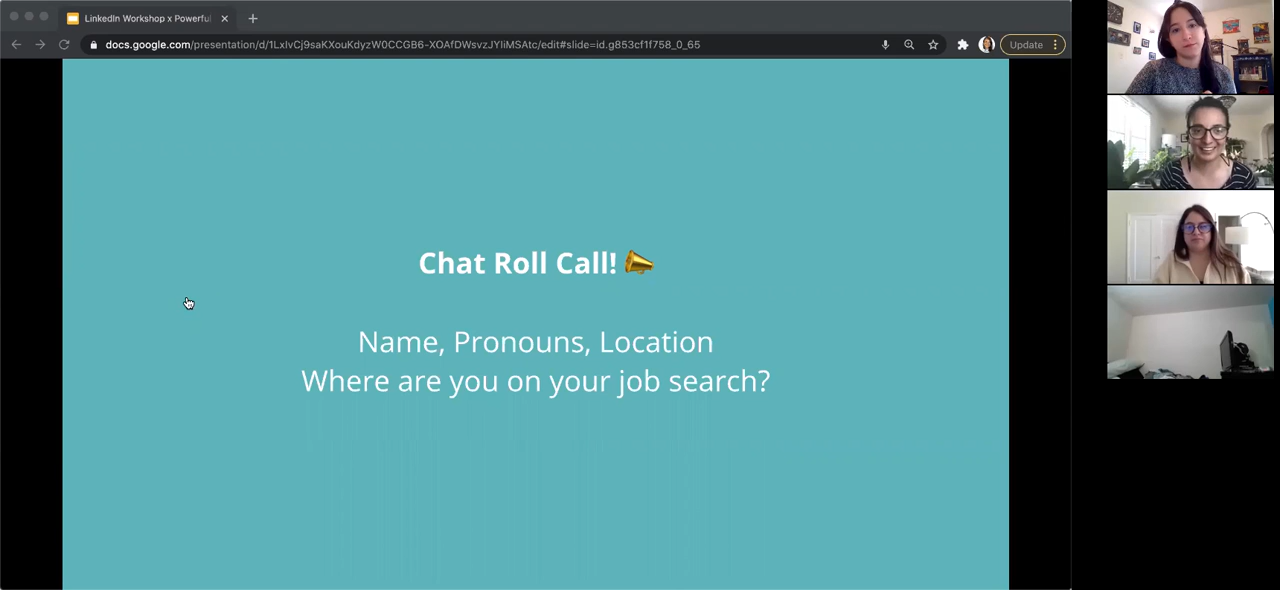 LinkedIn Workshop x Powerful
docs.google.com/presentation/d/1LxlvCj9saKXouKdyzW0CCGB6-XOAfDWsvzJYliMSAtc/edit#slide=id.g853cf1f758_0_65
Update
Chat Roll Call!
Name, Pronouns, Location
Where are you on your job search?